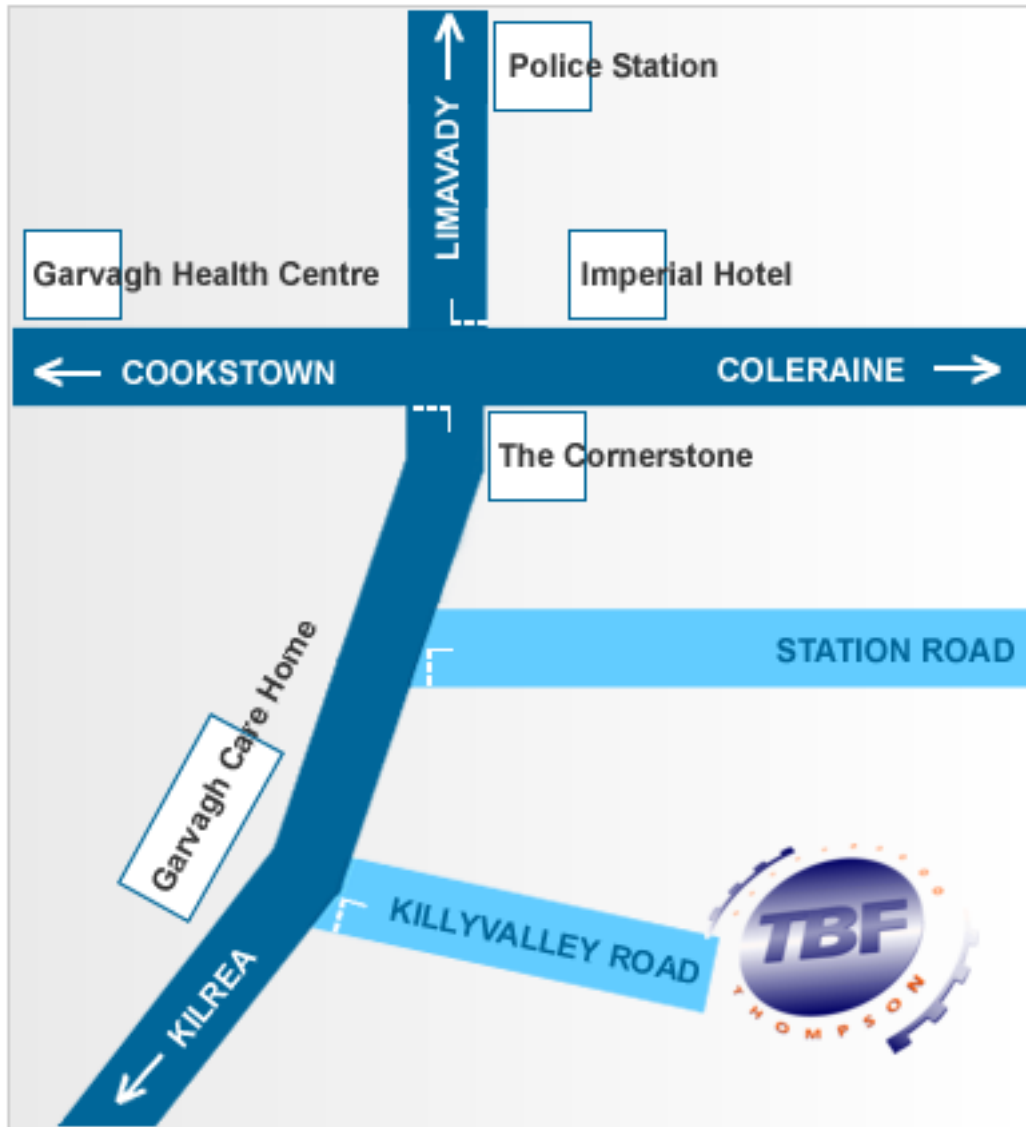 Police Station
LIMAVADY
Garvagh Health Centre
Imperial Hotel
COOKSTOWN
COLERAINE
The Cornerstone
STATION ROAD
Garvagh Care Home
KILLYVALLEY ROAD
TBF
THOMPSON
KILREA